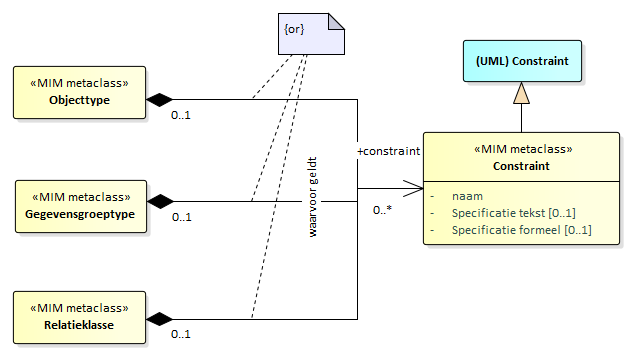 {or}
(UML) Constraint
«MIM metaclass»
Objecttype
0..1
+constraint
«MIM metaclass»
Constraint
- naam
- Specificatie tekst [0..1]
- Specificatie formeel [0..1]
waarvoor geldt
0..*
«MIM metaclass»
Gegevensgroeptype
0..1
«MIM metaclass»
Relatieklasse
0..1